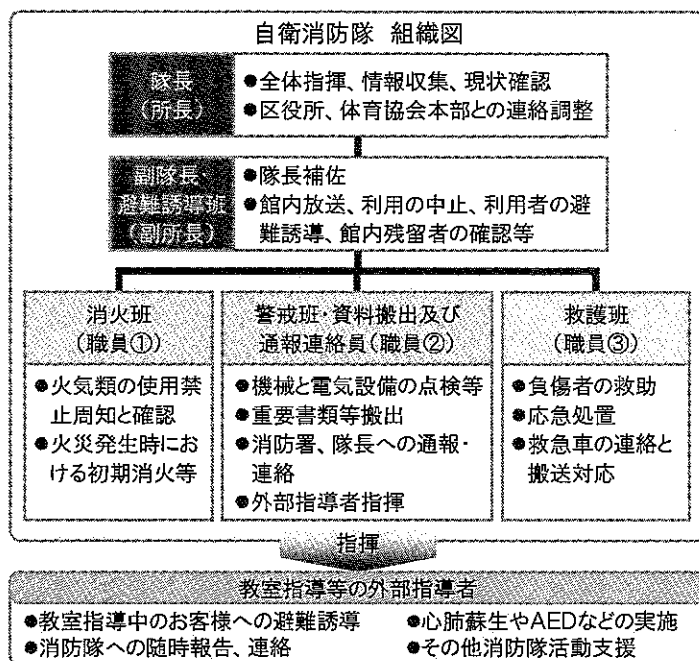 自衛消防隊 組織図
隊長
(所長)
●全体指揮、情報収集、現状確認
●区役所、体育協会本部との連絡調整
副隊長・
避難誘導班
(副所長)
●隊長補佐
●館内放送、利用の中止、利用者の避
難誘導、館内残留者の確認等
消火班
(職員①)
●火気類の使用禁
止周知と確認
●火災発生時にお
ける初期消火等
警戒班・資料搬出及び
通報連絡員(職員②)
●機械と電気設備の点検等
●重要書類等搬出
●消防署、隊長への通報・
連絡
●外部指導者指揮
救護班
(職員③)
●負傷者の救助
●応急処置
●救急車の連絡と
搬送対応
指揮
教室指導等の外部指導者
●教室指導中のお客様への避難誘導
●消防隊への随時報告、連絡
●心肺蘇生やAEDなどの実施
●その他消防隊活動支援